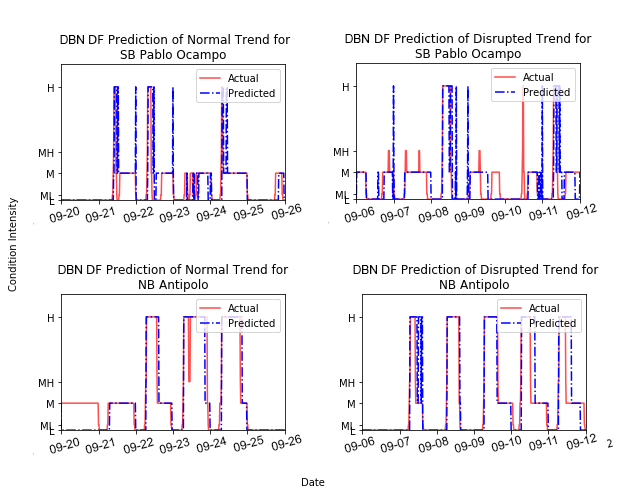 DBN DF Prediction of Normal Trend for
SB Pablo Ocampo
H
MH
M
ML
L
Actual
Predicted
09-20 09-21 09-22 09-23 09-24 09-25 09-26
DBN DF Prediction of Disrupted Trend for
SB Pablo Ocampo
H
MH
M
ML
L
Actual
Predicted
09-06 09-07 09-08 09-09 09-10 09-11 09-12
Condition Intensity
DBN DF Prediction of Normal Trend for
NB Antipolo
H
MH
M
ML
L
Actual
Predicted
09-20 09-21 09-22 09-23 09-24 09-25 09-26
DBN DF Prediction of Disrupted Trend for
NB Antipolo
H
MH
M
ML
L
Actual
Predicted
09-06 09-07 09-08 09-09 09-10 09-11 09-12
2
Date